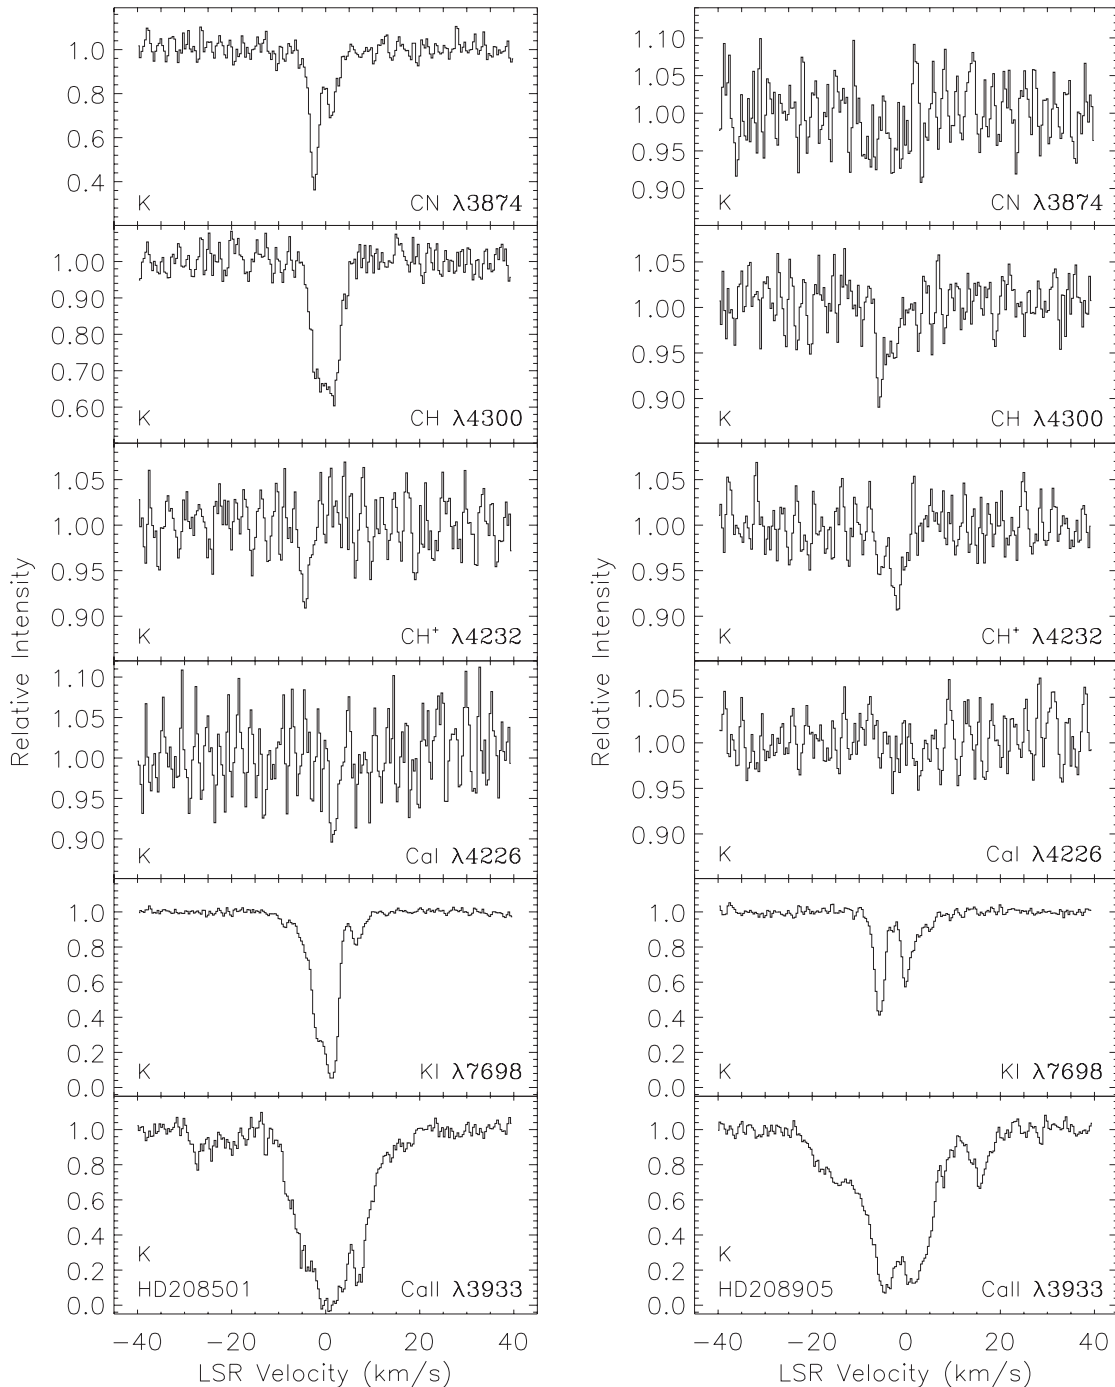 1.0
0.8
0.6
0.4
K CN λ3874
1.00
0.90
0.80
0.70
0.60
K CH λ4300
1.05
1.00
0.95
0.90
K CH⁺ λ4232
1.10
1.05
1.00
0.95
0.90
K CaI λ4226
1.0
0.8
0.6
0.4
0.2
0.0
K KI λ7698
1.0
0.8
0.6
0.4
0.2
0.0
K
HD208501 CaII λ3933
−40 −20 0 20 40
LSR Velocity (km/s)
Relative Intensity
1.10
1.05
1.00
0.95
0.90
K CN λ3874
1.05
1.00
0.95
0.90
K CH λ4300
1.05
1.00
0.95
0.90
K CH⁺ λ4232
1.05
1.00
0.95
0.90
K CaI λ4226
1.0
0.8
0.6
0.4
0.2
0.0
K KI λ7698
1.0
0.8
0.6
0.4
0.2
0.0
K
HD208905 CaII λ3933
−40 −20 0 20 40
LSR Velocity (km/s)
Relative Intensity